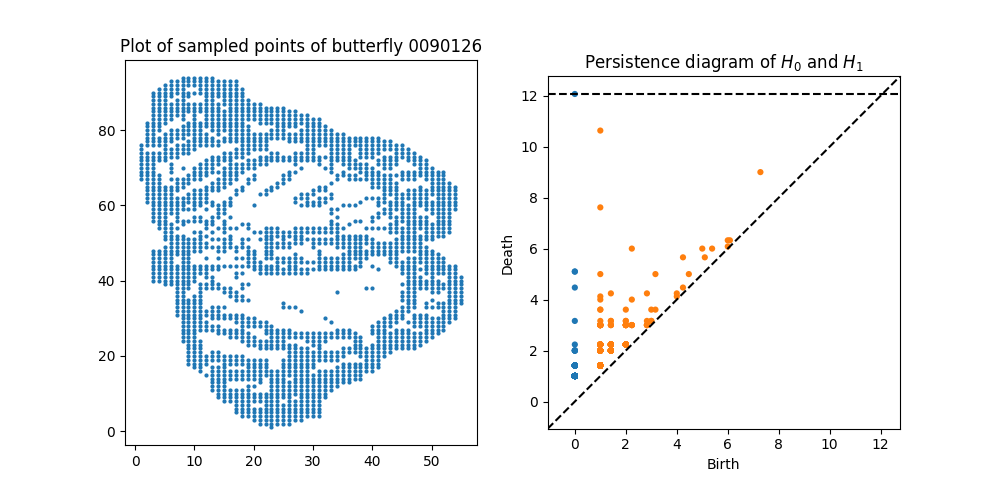 Plot of sampled points of butterfly 0090126
80
60
40
20
0
0 10 20 30 40 50
Persistence diagram of $H_0$ and $H_1$
12
10
8
6
4
2
0
Death
0 2 4 6 8 10 12
Birth